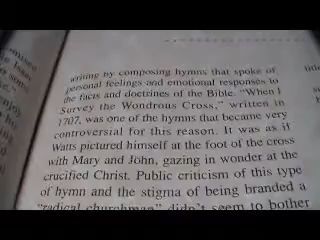 writing by composing hymns that spoke of
personal feelings and emotional responses to
the facts and doctrines of the Bible. "When I
Survey the Wondrous Cross," written in
1707, was one of the hymns that became very
controversial for this reason. It was as if
Watts pictured himself at the foot of the cross
with Mary and John, gazing in wonder at the
crucified Christ. Public criticism of this type
of hymn and the stigma of being branded a
"radical churchman" didn't seem to bother